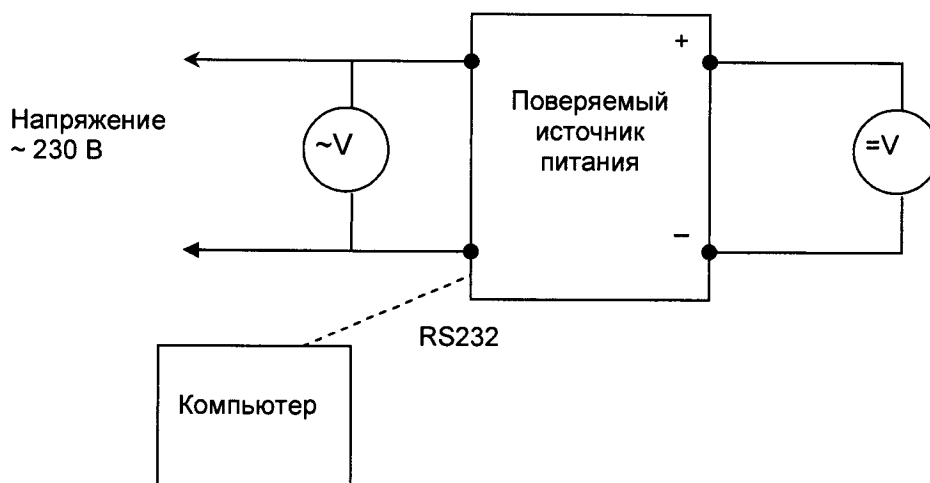 Напряжение
~ 230 В
~V
+
Поверяемый
источник
питания
–
=V
RS232
Компьютер